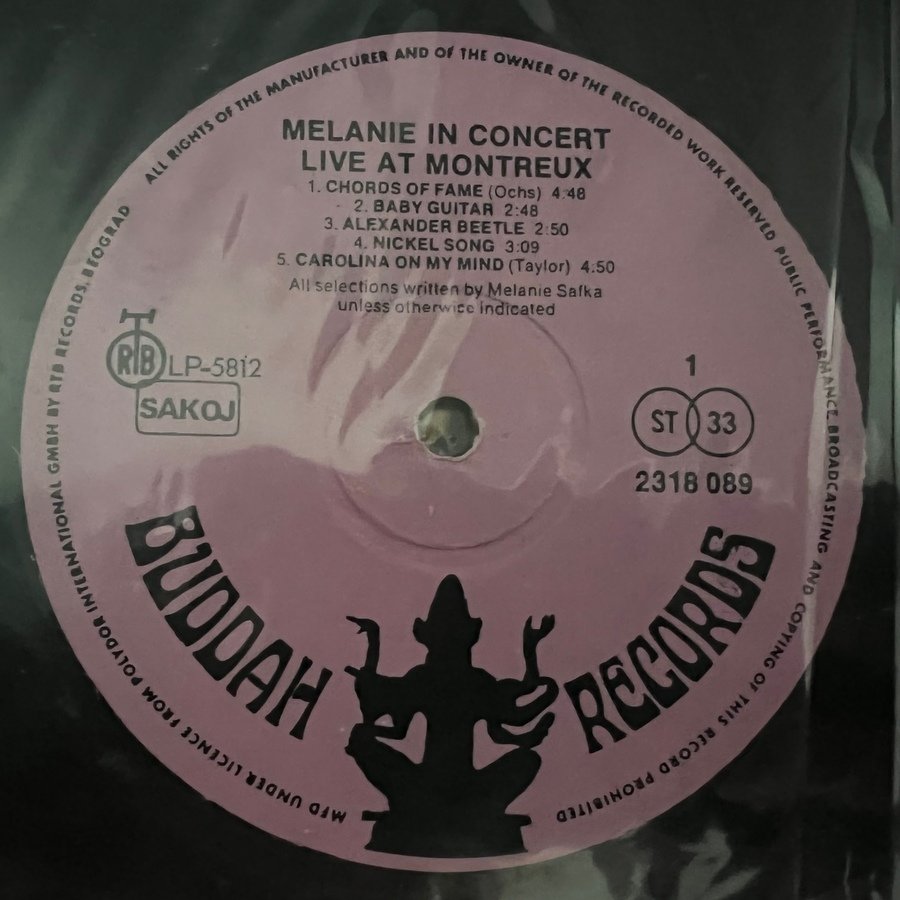 MELANIE IN CONCERT
LIVE AT MONTREUX
1. CHORDS OF FAME (Ochs) 4:48
2. BABY GUITAR 2:48
3. ALEXANDER BEETLE 2:50
4. NICKEL SONG 3:09
5. CAROLINA ON MY MIND (Taylor) 4:50
All selections written by Melanie Safka
unless otherwise indicated
RTB LP-5812
SAKOJ
1
ST 33
2318 089
BUDDAH RECORDS
MFD UNDER LICENCE FROM POLYDOR INTERNATIONAL GMBH BY RTB RECORDS, BEOGRAD
ALL RIGHTS OF THE MANUFACTURER AND OF THE OWNER OF THE RECORDED WORK RESERVED PUBLIC PERFORMANCE BROADCASTING AND COPYING OF THIS RECORD PROHIBITED